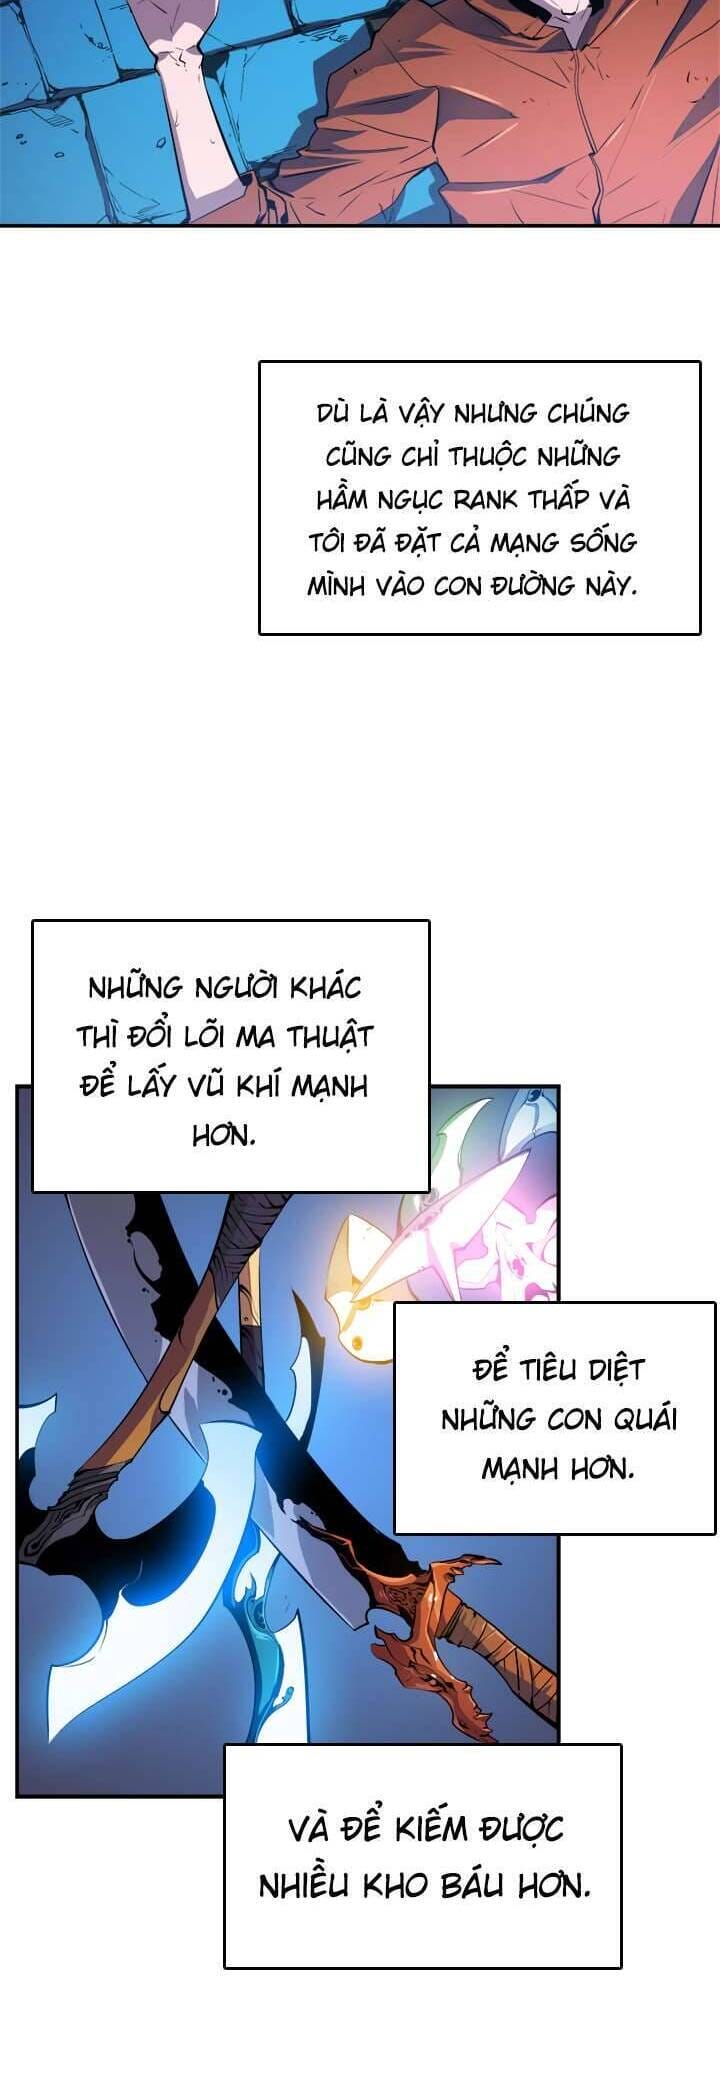 DÙ LÀ VẬY NHƯNG CHÚNG
CŨNG CHỈ THUỘC NHỮNG
HẦM NGỤC RANK THẤP VÀ
TÔI ĐÃ ĐẶT CẢ MẠNG SỐNG
MÌNH VÀO CON ĐƯỜNG NÀY.
NHỮNG NGƯỜI KHÁC
THÌ ĐỔI LÕI MA THUẬT
ĐỂ LẤY VŨ KHÍ MẠNH
HƠN.
ĐỂ TIÊU DIỆT
NHỮNG CON QUÁI
MẠNH HƠN.
VÀ ĐỂ KIẾM ĐƯỢC
NHIỀU KHO BÁU HƠN.